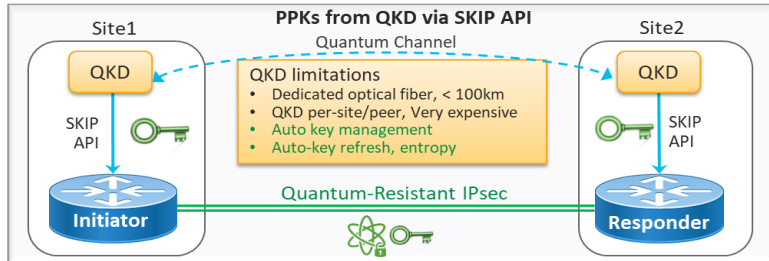 PPKs from QKD via SKIP API
Site1
Quantum Channel
Site2
QKD
QKD
QKD limitations
• Dedicated optical fiber, < 100km
• QKD per-site/peer, Very expensive
• Auto key management
• Auto-key refresh, entropy
SKIP
API
SKIP
API
Quantum-Resistant IPsec
Initiator
Responder